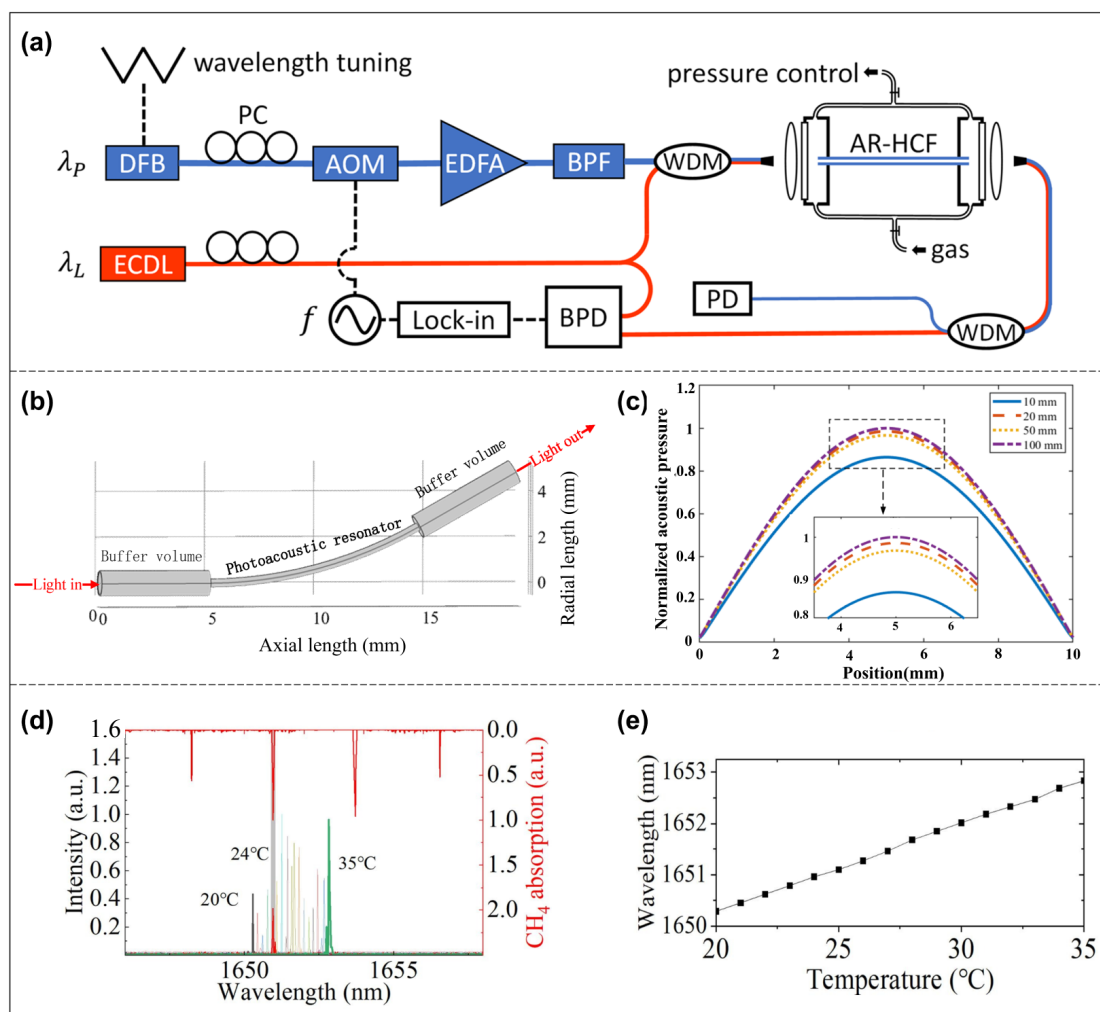 (a)
wavelength tuning
pressure control
PC
λP
DFB
AOM
EDFA
BPF
WDM
AR-HCF
λL
ECDL
gas
f
Lock-in
BPD
PD
WDM
(b)
Buffer volume
Photoacoustic resonator
Buffer volume
Light in
Light out
0
5
10
15
Axial length (mm)
0
2
4
Radial length (mm)
0
(c)
Normalized acoustic pressure
1.2
1
0.8
0.6
0.4
0.2
0
10 mm
20 mm
50 mm
100 mm
1
0.9
0.8
4
5
6
0
2
4
6
8
10
Position(mm)
(d)
Intensity (a.u.)
1.6
1.4
1.2
1.0
0.8
0.6
0.4
0.2
0.0
0.5
1.0
1.5
2.0
CH4 absorption (a.u.)
20℃
24℃
35℃
1650
1655
Wavelength (nm)
(e)
Wavelength (nm)
1653
1652
1651
1650
20
25
30
35
Temperature (℃)